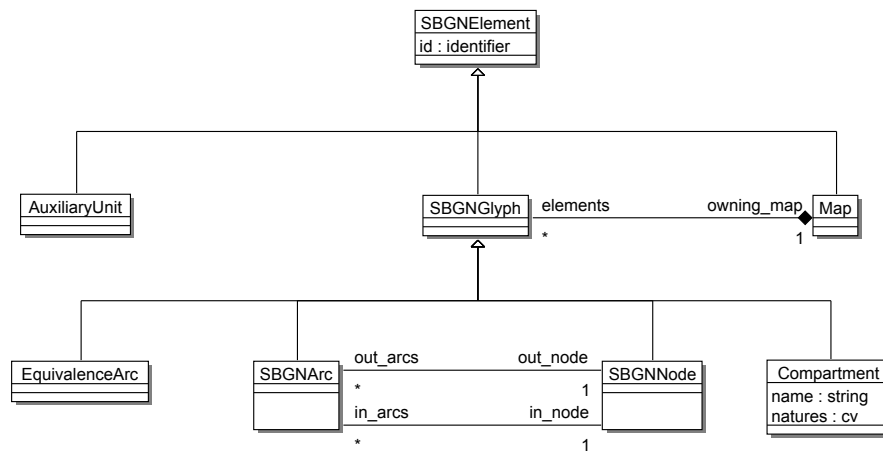 SBGNElement
id : identifier
AuxiliaryUnit
SBGNGlyph
elements
owning_map
Map
*
1
EquivalenceArc
SBGNArc
out_arcs
out_node
SBGNNode
Compartment
*
1
name : string
in_arcs
in_node
natures : cv
*
1